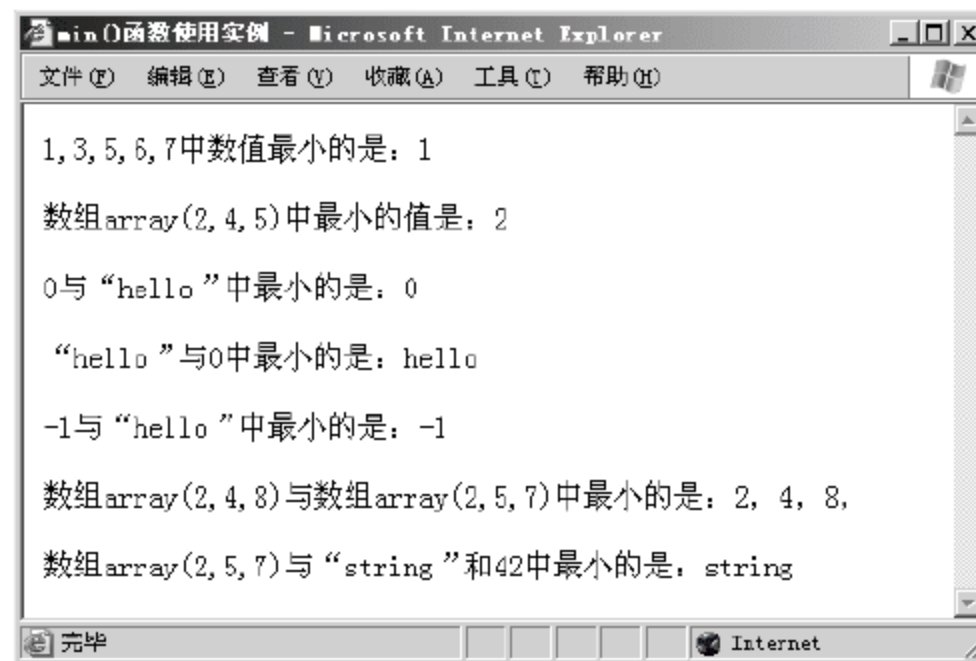 min()函数使用实例 - Microsoft Internet Explorer
文件(F) 编辑(E) 查看(V) 收藏(A) 工具(T) 帮助(H)
1,3,5,6,7中数值最小的是：1
数组array(2,4,5)中最小的值是：2
0与“hello”中最小的是：0
“hello”与0中最小的是：hello
-1与“hello”中最小的是：-1
数组array(2,4,8)与数组array(2,5,7)中最小的是：2，4，8，
数组array(2,5,7)与“string”和42中最小的是：string
完毕 Internet